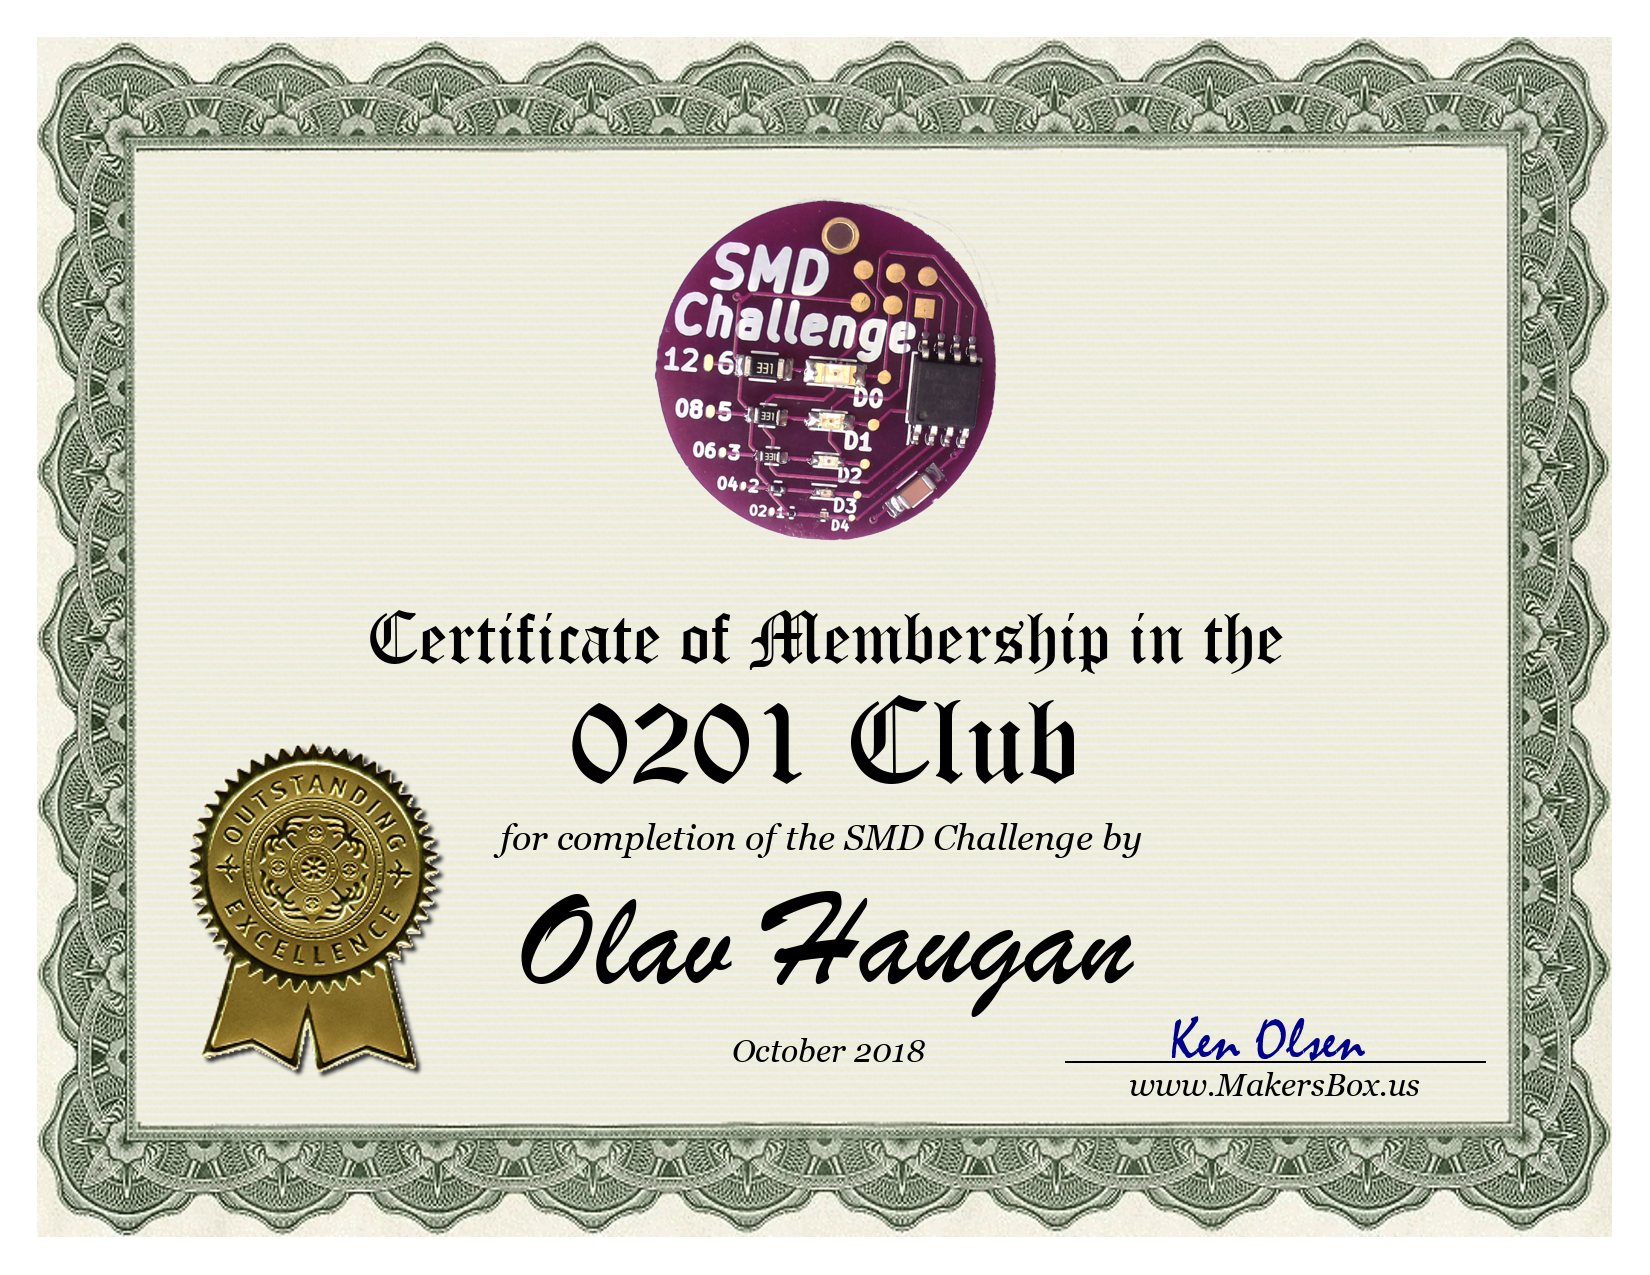 SMD
Challenge
12•6 331 D0
08•5 331 D1
06•3 331 D2
04•2 D3
02•1 D4
Certificate of Membership in the
0201 Club
for completion of the SMD Challenge by
Olav Haugan
OUTSTANDING
EXCELLENCE
October 2018
Ken Olsen
www.MakersBox.us